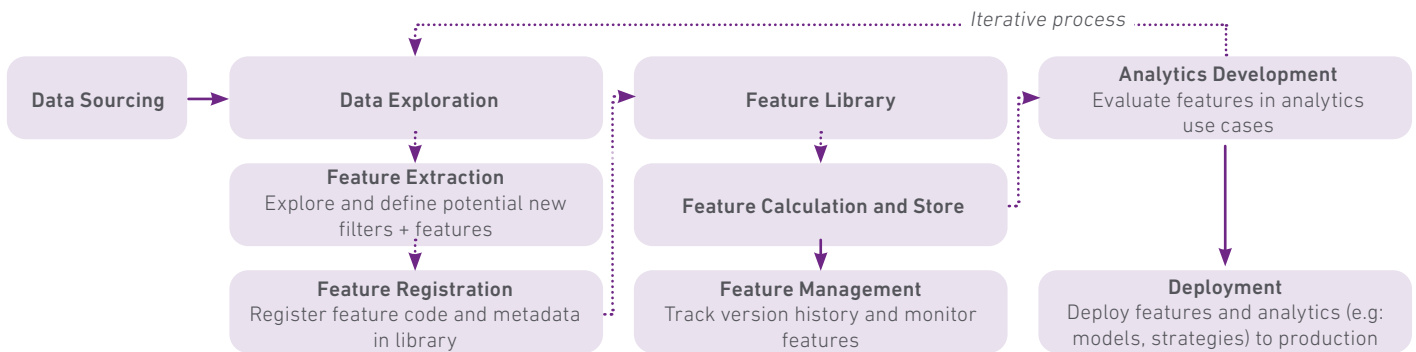 Iterative process
Data Sourcing
Data Exploration
Feature Extraction
Explore and define potential new
filters + features
Feature Registration
Register feature code and metadata
in library
Feature Library
Feature Calculation and Store
Feature Management
Track version history and monitor
features
Analytics Development
Evaluate features in analytics
use cases
Deployment
Deploy features and analytics (e.g:
models, strategies) to production